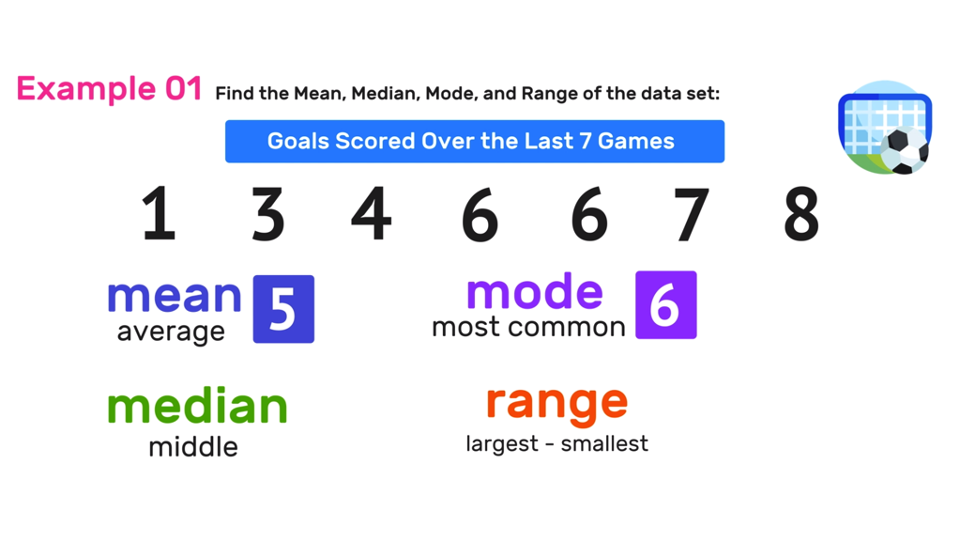 Example 01 Find the Mean, Median, Mode, and Range of the data set:
Goals Scored Over the Last 7 Games
1 3 4 6 6 7 8
mean 5
average
mode 6
most common
median
middle
range
largest - smallest